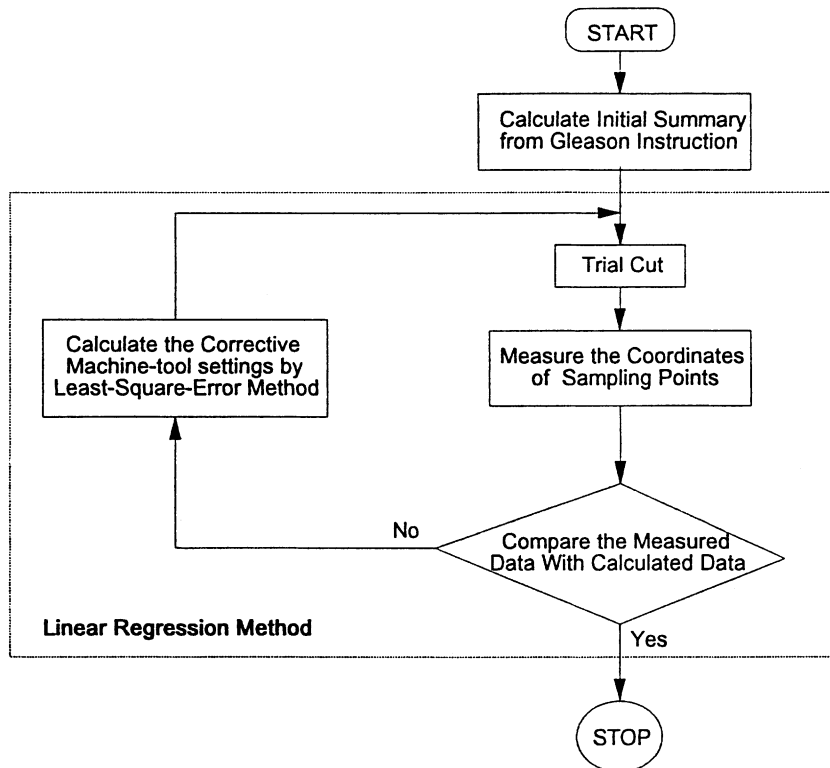 START
Calculate Initial Summary
from Gleason Instruction
Trial Cut
Calculate the Corrective
Machine-tool settings by
Least-Square-Error Method
Measure the Coordinates
of Sampling Points
No
Compare the Measured
Data With Calculated Data
Linear Regression Method
Yes
STOP